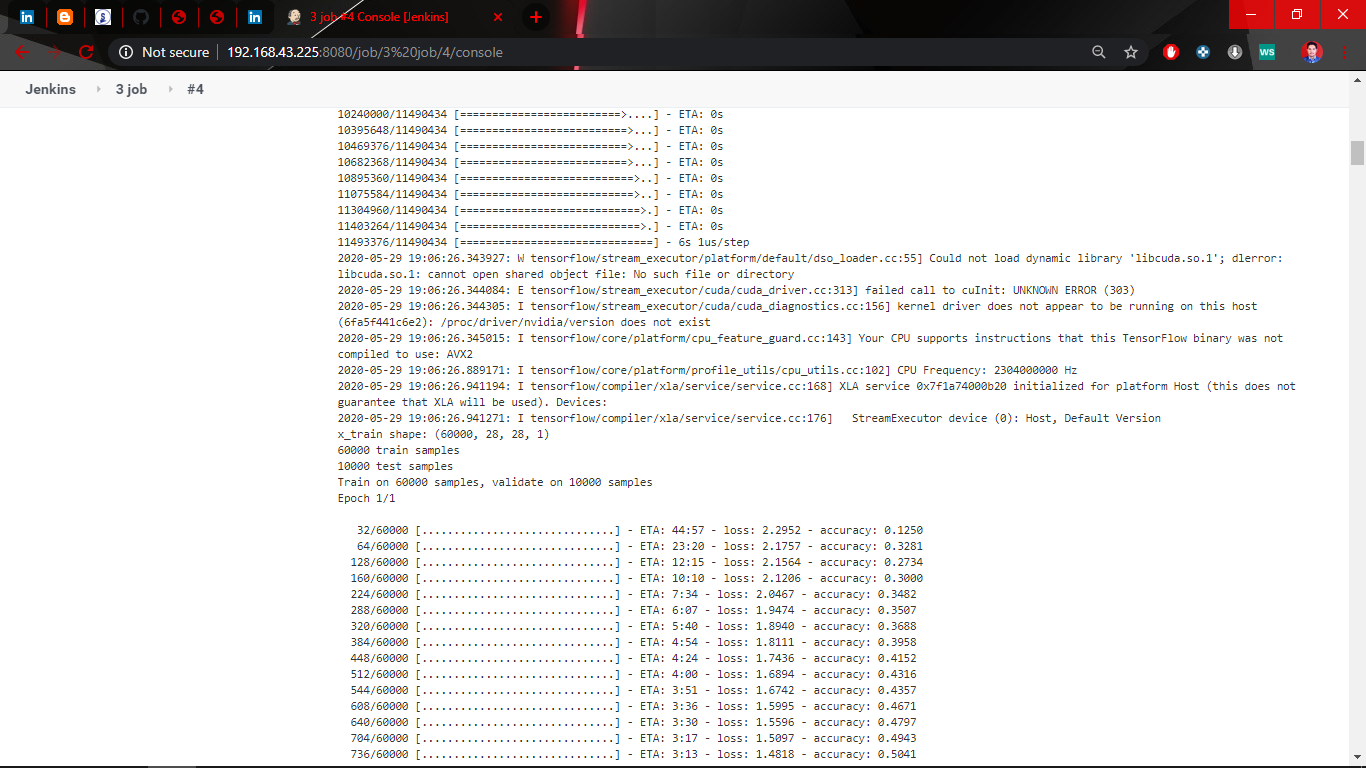 3 job #4 Console [Jenkins]
Not secure 192.168.43.225:8080/job/3%20job/4/console
WS
Jenkins 3 job #4
10240000/11490434 [=========================>....] - ETA: 0s
10395648/11490434 [==========================>...] - ETA: 0s
10469376/11490434 [==========================>...] - ETA: 0s
10682368/11490434 [==========================>...] - ETA: 0s
10895360/11490434 [===========================>..] - ETA: 0s
11075584/11490434 [===========================>..] - ETA: 0s
11304960/11490434 [============================>.] - ETA: 0s
11403264/11490434 [============================>.] - ETA: 0s
11493376/11490434 [==============================] - 6s 1us/step
2020-05-29 19:06:26.343927: W tensorflow/stream_executor/platform/default/dso_loader.cc:55] Could not load dynamic library 'libcuda.so.1'; dlerror:
libcuda.so.1: cannot open shared object file: No such file or directory
2020-05-29 19:06:26.344084: E tensorflow/stream_executor/cuda/cuda_driver.cc:313] failed call to cuInit: UNKNOWN ERROR (303)
2020-05-29 19:06:26.344305: I tensorflow/stream_executor/cuda/cuda_diagnostics.cc:156] kernel driver does not appear to be running on this host
(6fa5f441c6e2): /proc/driver/nvidia/version does not exist
2020-05-29 19:06:26.345015: I tensorflow/core/platform/cpu_feature_guard.cc:143] Your CPU supports instructions that this TensorFlow binary was not
compiled to use: AVX2
2020-05-29 19:06:26.889171: I tensorflow/core/platform/profile_utils/cpu_utils.cc:102] CPU Frequency: 2304000000 Hz
2020-05-29 19:06:26.941194: I tensorflow/compiler/xla/service/service.cc:168] XLA service 0x7f1a74000b20 initialized for platform Host (this does not
guarantee that XLA will be used). Devices:
2020-05-29 19:06:26.941271: I tensorflow/compiler/xla/service/service.cc:176]   StreamExecutor device (0): Host, Default Version
x_train shape: (60000, 28, 28, 1)
60000 train samples
10000 test samples
Train on 60000 samples, validate on 10000 samples
Epoch 1/1
32/60000 [..............................] - ETA: 44:57 - loss: 2.2952 - accuracy: 0.1250
64/60000 [..............................] - ETA: 23:20 - loss: 2.1757 - accuracy: 0.3281
128/60000 [..............................] - ETA: 12:15 - loss: 2.1564 - accuracy: 0.2734
160/60000 [..............................] - ETA: 10:10 - loss: 2.1206 - accuracy: 0.3000
224/60000 [..............................] - ETA: 7:34 - loss: 2.0467 - accuracy: 0.3482
288/60000 [..............................] - ETA: 6:07 - loss: 1.9474 - accuracy: 0.3507
320/60000 [..............................] - ETA: 5:40 - loss: 1.8940 - accuracy: 0.3688
384/60000 [..............................] - ETA: 4:54 - loss: 1.8111 - accuracy: 0.3958
448/60000 [..............................] - ETA: 4:24 - loss: 1.7436 - accuracy: 0.4152
512/60000 [..............................] - ETA: 4:00 - loss: 1.6894 - accuracy: 0.4316
544/60000 [..............................] - ETA: 3:51 - loss: 1.6742 - accuracy: 0.4357
608/60000 [..............................] - ETA: 3:36 - loss: 1.5995 - accuracy: 0.4671
640/60000 [..............................] - ETA: 3:30 - loss: 1.5596 - accuracy: 0.4797
704/60000 [..............................] - ETA: 3:17 - loss: 1.5097 - accuracy: 0.4943
736/60000 [..............................] - ETA: 3:13 - loss: 1.4818 - accuracy: 0.5041